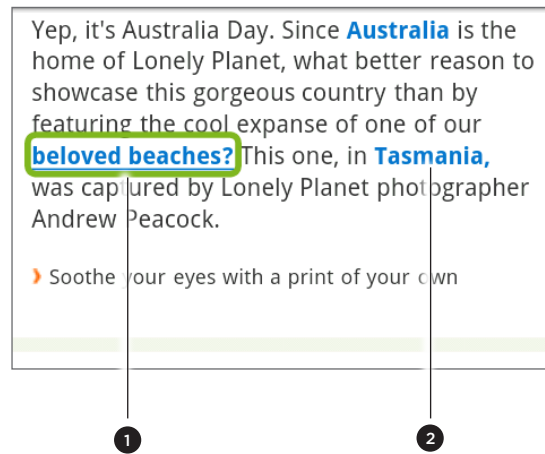 Yep, it's Australia Day. Since Australia is the
home of Lonely Planet, what better reason to
showcase this gorgeous country than by
featuring the cool expanse of one of our
beloved beaches? This one, in Tasmania,
was captured by Lonely Planet photographer
Andrew Peacock.
Soothe your eyes with a print of your own
1 2